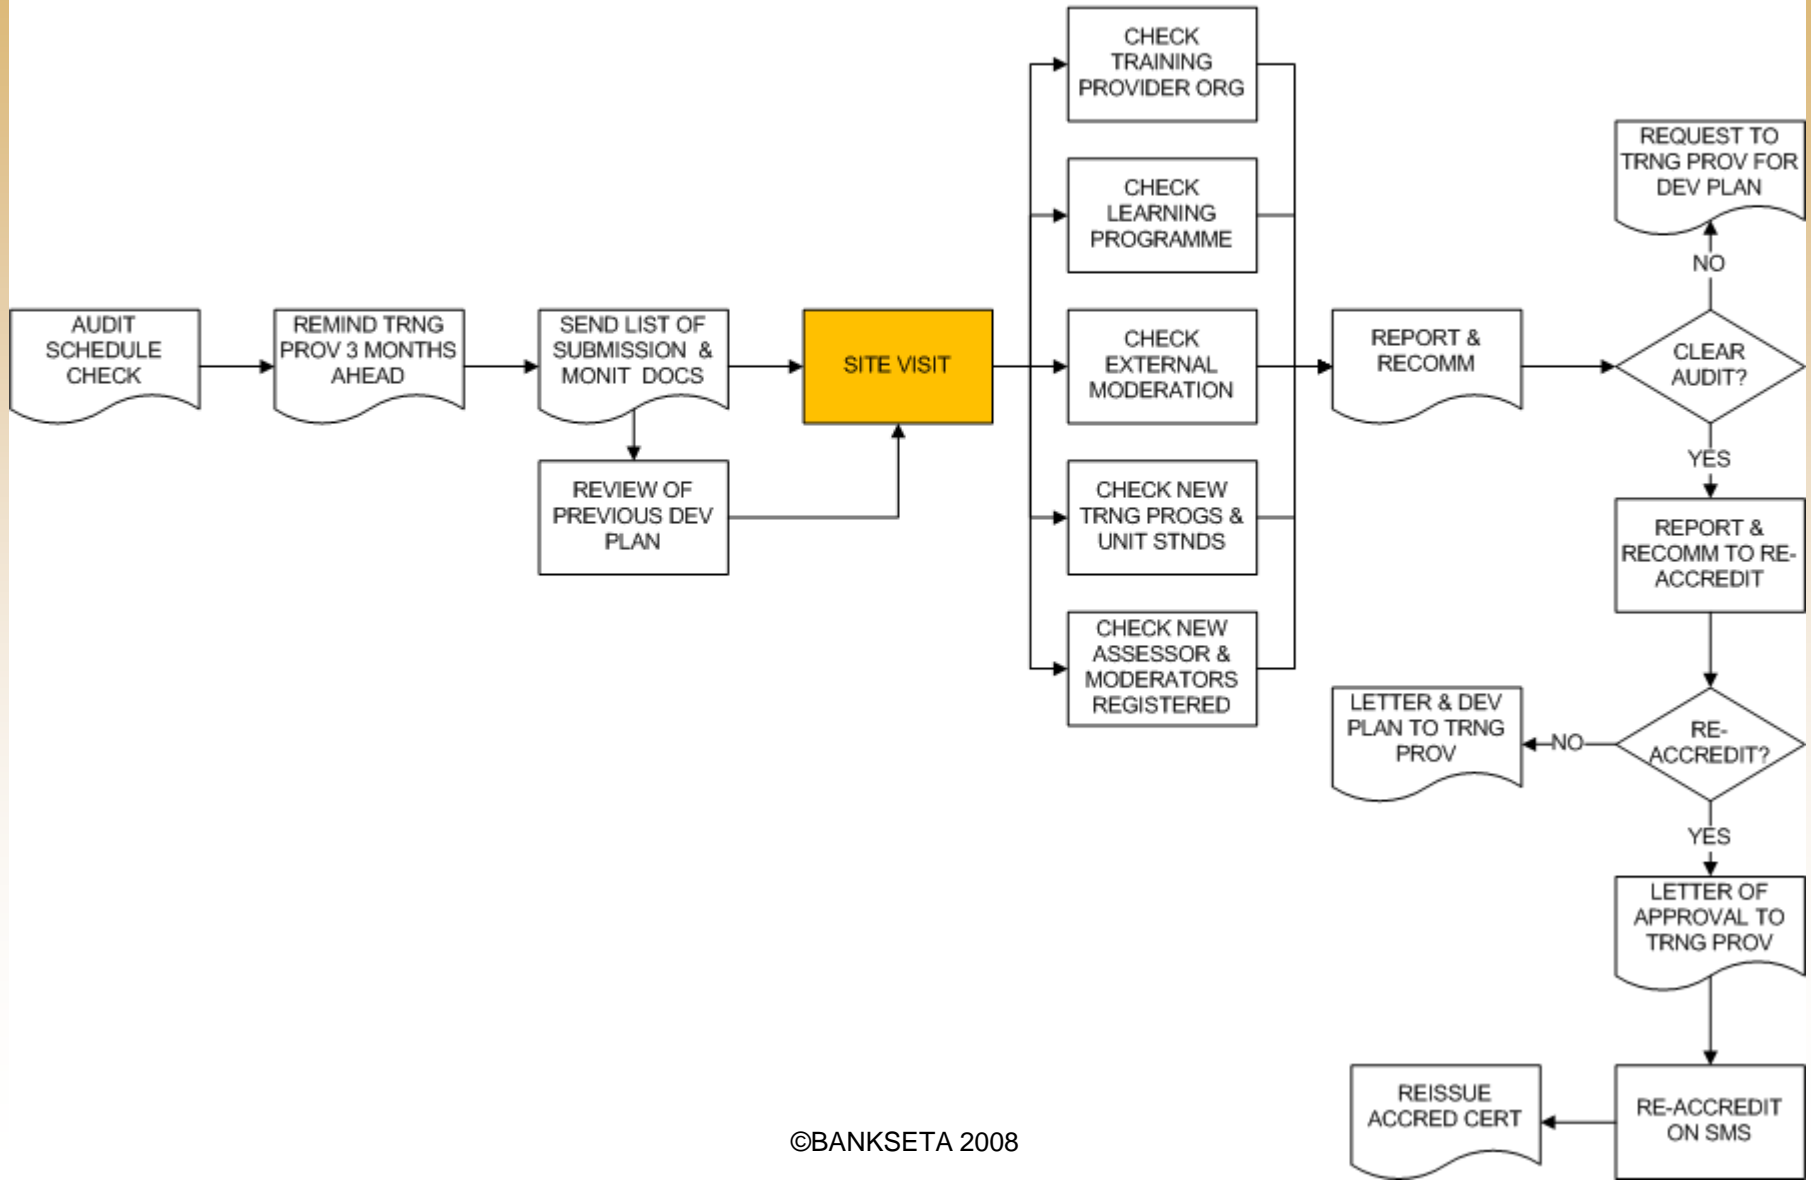 AUDIT
SCHEDULE
CHECK
REMIND TRNG
PROV 3 MONTHS
AHEAD
SEND LIST OF
SUBMISSION &
MONIT DOCS
REVIEW OF
PREVIOUS DEV
PLAN
SITE VISIT
CHECK
TRAINING
PROVIDER ORG
CHECK
LEARNING
PROGRAMME
CHECK
EXTERNAL
MODERATION
CHECK NEW
TRNG PROGS &
UNIT STNDS
CHECK NEW
ASSESSOR &
MODERATORS
REGISTERED
REPORT &
RECOMM
CLEAR
AUDIT?
NO
REQUEST TO
TRNG PROV FOR
DEV PLAN
YES
REPORT &
RECOMM TO RE-
ACCREDIT
RE-
ACCREDIT?
NO
LETTER & DEV
PLAN TO TRNG
PROV
YES
LETTER OF
APPROVAL TO
TRNG PROV
RE-ACCREDIT
ON SMS
REISSUE
ACCRED CERT
©BANKSETA 2008